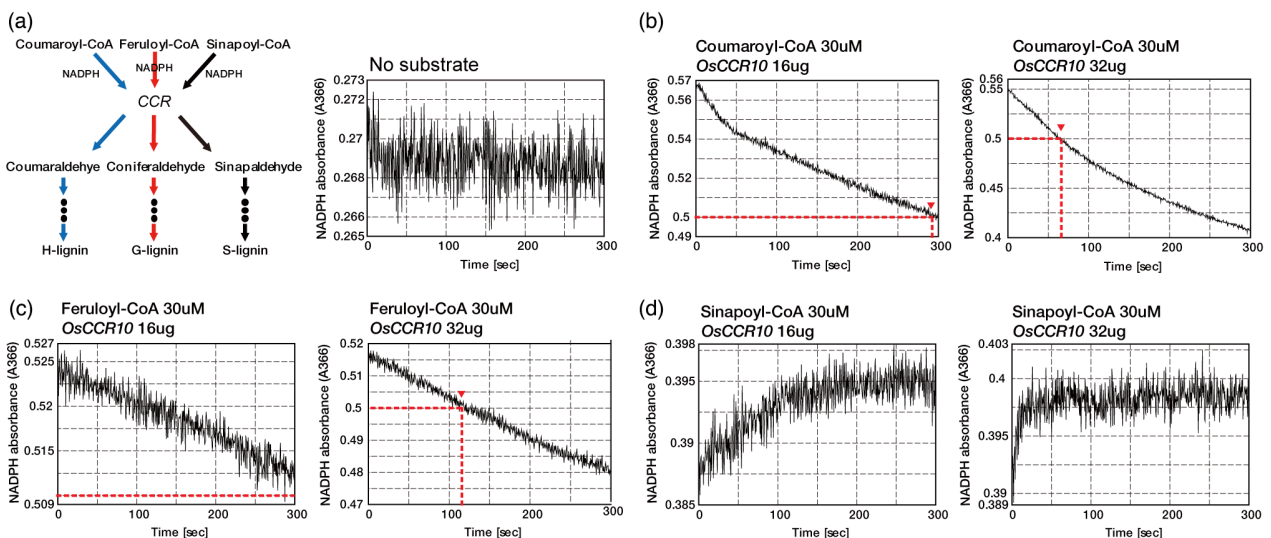 (a)
Coumaroyl-CoA Feruloyl-CoA Sinapoyl-CoA
NADPH NADPH NADPH
CCR
Coumaraldehye Coniferaldehyde Sinapaldehyde
H-lignin G-lignin S-lignin
No substrate
NADPH absorbance (A366)
0.273
0.272
0.27
0.268
0.266
0.265
0 100 200 300
Time [sec]
(b)
Coumaroyl-CoA 30uM
OsCCR10 16ug
NADPH absorbance (A366)
0.57
0.56
0.54
0.52
0.5
0.49
0 100 200 300
Time [sec]
Coumaroyl-CoA 30uM
OsCCR10 32ug
NADPH absorbance (A366)
0.56
0.55
0.5
0.45
0.4
0 100 200 300
Time [sec]
(c)
Feruloyl-CoA 30uM
OsCCR10 16ug
NADPH absorbance (A366)
0.527
0.525
0.52
0.515
0.509
0 100 200 300
Time [sec]
Feruloyl-CoA 30uM
OsCCR10 32ug
NADPH absorbance (A366)
0.52
0.51
0.5
0.49
0.48
0.47
0 100 200 300
Time [sec]
(d)
Sinapoyl-CoA 30uM
OsCCR10 16ug
NADPH absorbance (A366)
0.398
0.395
0.39
0.385
0 100 200 300
Time [sec]
Sinapoyl-CoA 30uM
OsCCR10 32ug
NADPH absorbance (A366)
0.403
0.4
0.395
0.39
0.389
0 100 200 300
Time [sec]